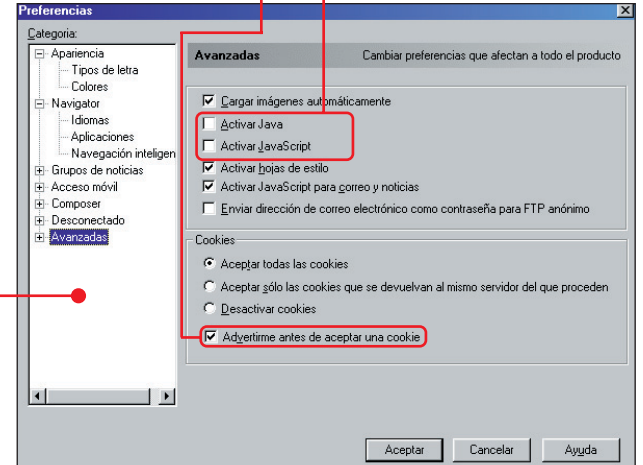 Preferencias
Categoría:
Apariencia
Tipos de letra
Colores
Navigator
Idiomas
Aplicaciones
Navegación inteligen
Grupos de noticias
Acceso móvil
Composer
Desconectado
Avanzadas
Avanzadas Cambiar preferencias que afectan a todo el producto
Cargar imágenes automáticamente
Activar Java
Activar JavaScript
Activar hojas de estilo
Activar JavaScript para correo y noticias
Enviar dirección de correo electrónico como contraseña para FTP anónimo
Cookies
Aceptar todas las cookies
Aceptar sólo las cookies que se devuelvan al mismo servidor del que proceden
Desactivar cookies
Advertirme antes de aceptar una cookie
Aceptar Cancelar Ayuda